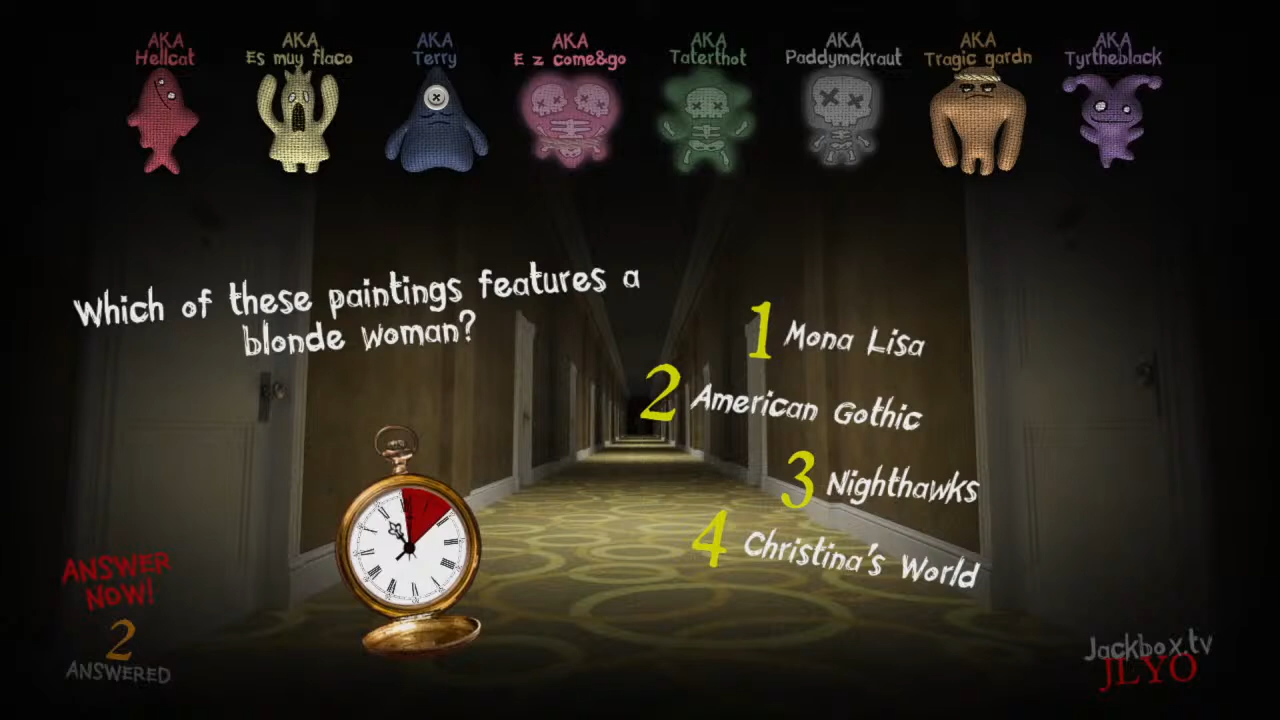 AKA
Hellcat
AKA
Es muy flaco
AKA
Terry
AKA
E z come&go
AKA
Taterthot
AKA
Paddymckraut
AKA
Tragic gardn
AKA
Tyrtheblack
Which of these paintings features a
blonde woman?
1 Mona Lisa
2 American Gothic
3 Nighthawks
4 Christina's World
ANSWER
NOW!
2
ANSWERED
Jackbox.tv
JLYO